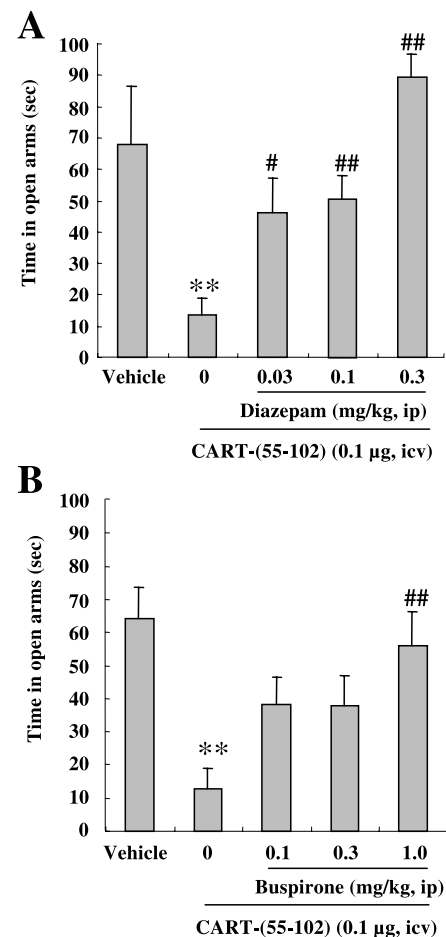 A
Time in open arms (sec)
100
90
80
70
60
50
40
30
20
10
0
**
#
##
##
Vehicle 0 0.03 0.1 0.3
Diazepam (mg/kg, ip)
CART-(55-102) (0.1 µg, icv)
B
Time in open arms (sec)
100
90
80
70
60
50
40
30
20
10
0
**
##
Vehicle 0 0.1 0.3 1.0
Buspirone (mg/kg, ip)
CART-(55-102) (0.1 µg, icv)